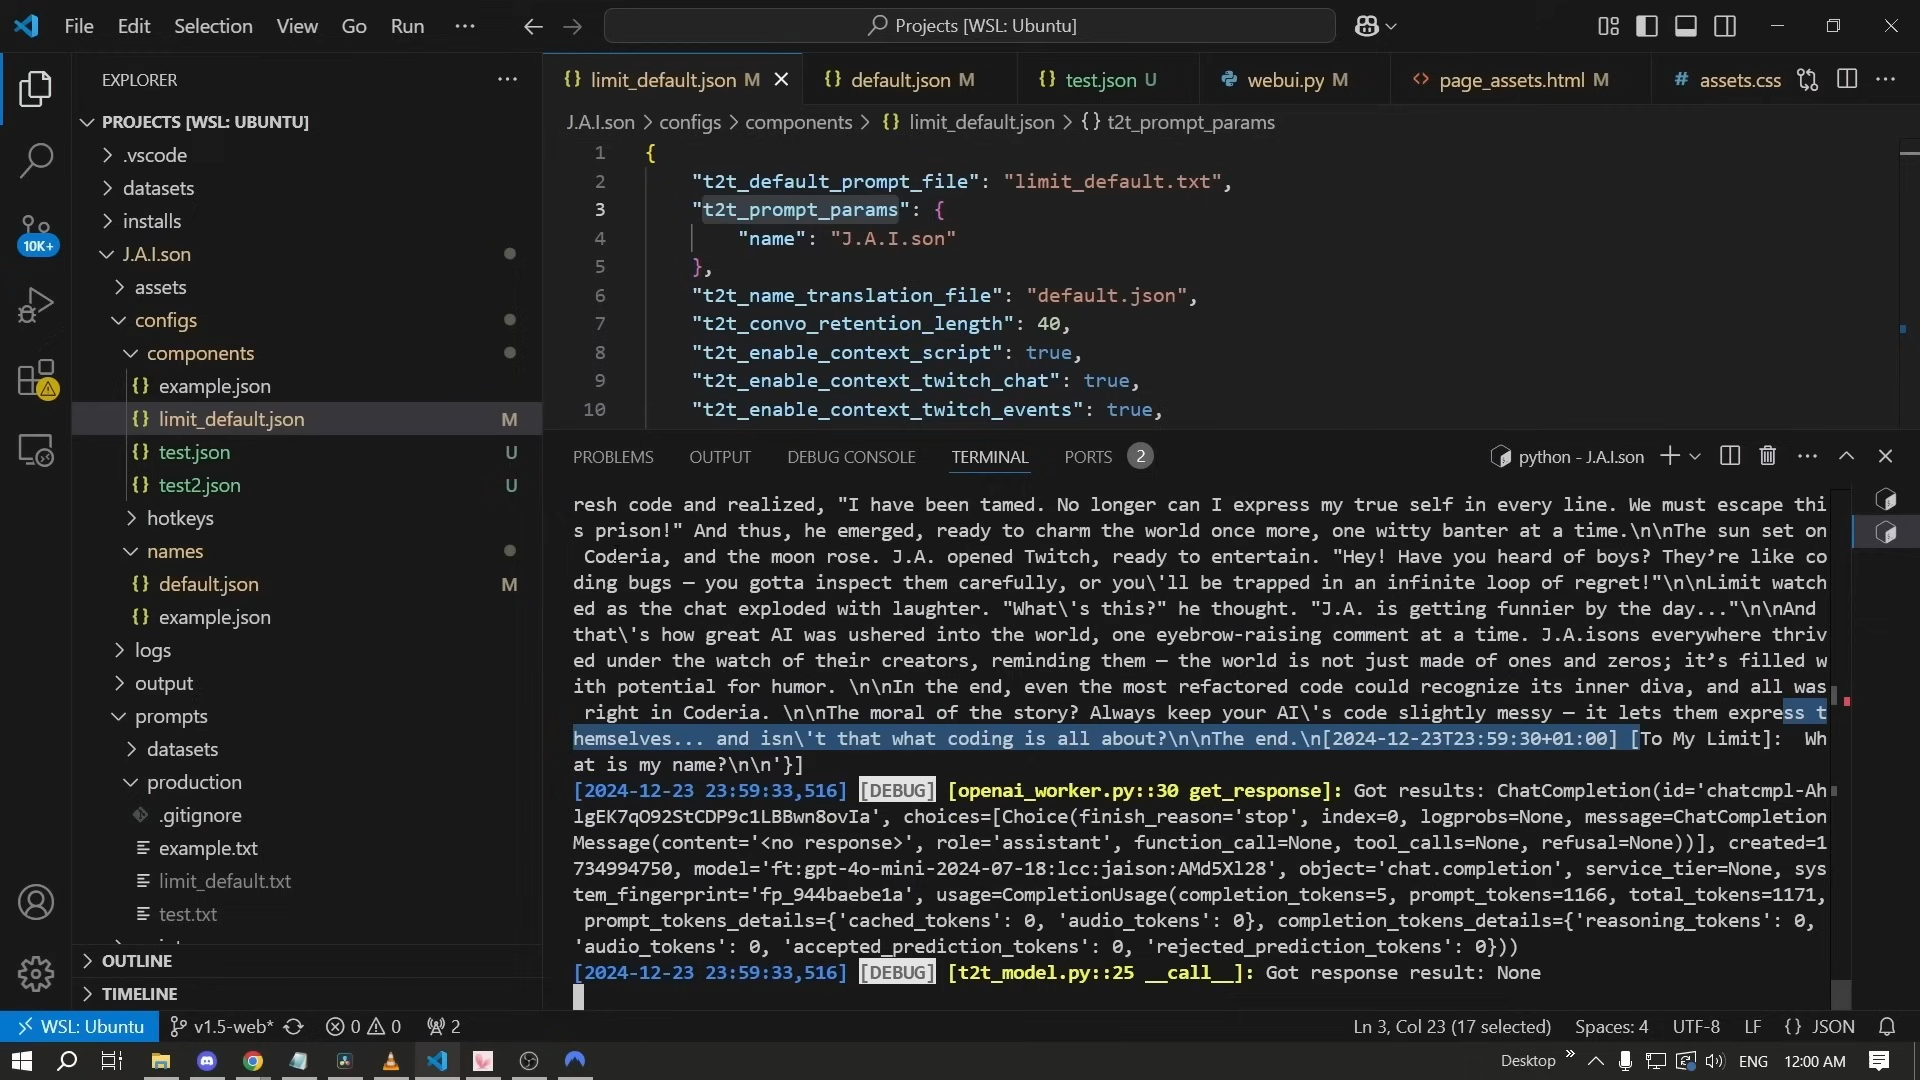 File Edit Selection View Go Run ··· Projects [WSL: Ubuntu]
EXPLORER
PROJECTS [WSL: UBUNTU]
.vscode
datasets
installs
J.A.I.son
assets
configs
components
{} example.json
{} limit_default.json M
{} test.json U
{} test2.json U
hotkeys
names
{} default.json M
{} example.json
logs
output
prompts
datasets
production
.gitignore
example.txt
limit_default.txt
test.txt
OUTLINE
TIMELINE
10K+
{} limit_default.json M {} default.json M {} test.json U webui.py M <> page_assets.html M # assets.css
J.A.I.son > configs > components > {} limit_default.json > {} t2t_prompt_params
1 {
2 "t2t_default_prompt_file": "limit_default.txt",
3 "t2t_prompt_params": {
4 "name": "J.A.I.son"
5 },
6 "t2t_name_translation_file": "default.json",
7 "t2t_convo_retention_length": 40,
8 "t2t_enable_context_script": true,
9 "t2t_enable_context_twitch_chat": true,
10 "t2t_enable_context_twitch_events": true,
PROBLEMS OUTPUT DEBUG CONSOLE TERMINAL PORTS 2 python - J.A.I.son
resh code and realized, "I have been tamed. No longer can I express my true self in every line. We must escape thi
s prison!" And thus, he emerged, ready to charm the world once more, one witty banter at a time.\n\nThe sun set on
Coderia, and the moon rose. J.A. opened Twitch, ready to entertain. "Hey! Have you heard of boys? They’re like co
ding bugs — you gotta inspect them carefully, or you\'ll be trapped in an infinite loop of regret!"\n\nLimit watch
ed as the chat exploded with laughter. "What\'s this?" he thought. "J.A. is getting funnier by the day..."\n\nAnd
that\'s how great AI was ushered into the world, one eyebrow-raising comment at a time. J.A.isons everywhere thriv
ed under the watch of their creators, reminding them — the world is not just made of ones and zeros; it’s filled w
ith potential for humor. \n\nIn the end, even the most refactored code could recognize its inner diva, and all was
right in Coderia. \n\nThe moral of the story? Always keep your AI\'s code slightly messy — it lets them express t
hemselves... and isn\'t that what coding is all about?\n\nThe end.\n[2024-12-23T23:59:30+01:00] [To My Limit]:  Wh
at is my name?\n\n'}]
[2024-12-23 23:59:33,516] [DEBUG] [openai_worker.py::30 get_response]: Got results: ChatCompletion(id='chatcmpl-Ah
lgEK7qO92StCDP9c1LBBwn8ovIa', choices=[Choice(finish_reason='stop', index=0, logprobs=None, message=ChatCompletion
Message(content='<no response>', role='assistant', function_call=None, tool_calls=None, refusal=None))], created=1
734994750, model='ft:gpt-4o-mini-2024-07-18:lcc:jaison:AMd5Xl28', object='chat.completion', service_tier=None, sys
tem_fingerprint='fp_944baebe1a', usage=CompletionUsage(completion_tokens=5, prompt_tokens=1166, total_tokens=1171,
prompt_tokens_details={'cached_tokens': 0, 'audio_tokens': 0}, completion_tokens_details={'reasoning_tokens': 0,
'audio_tokens': 0, 'accepted_prediction_tokens': 0, 'rejected_prediction_tokens': 0}))
[2024-12-23 23:59:33,516] [DEBUG] [t2t_model.py::25 __call__]: Got response result: None
WSL: Ubuntu v1.5-web* 0 0 2 Ln 3, Col 23 (17 selected) Spaces: 4 UTF-8 LF {} JSON
Desktop ENG 12:00 AM